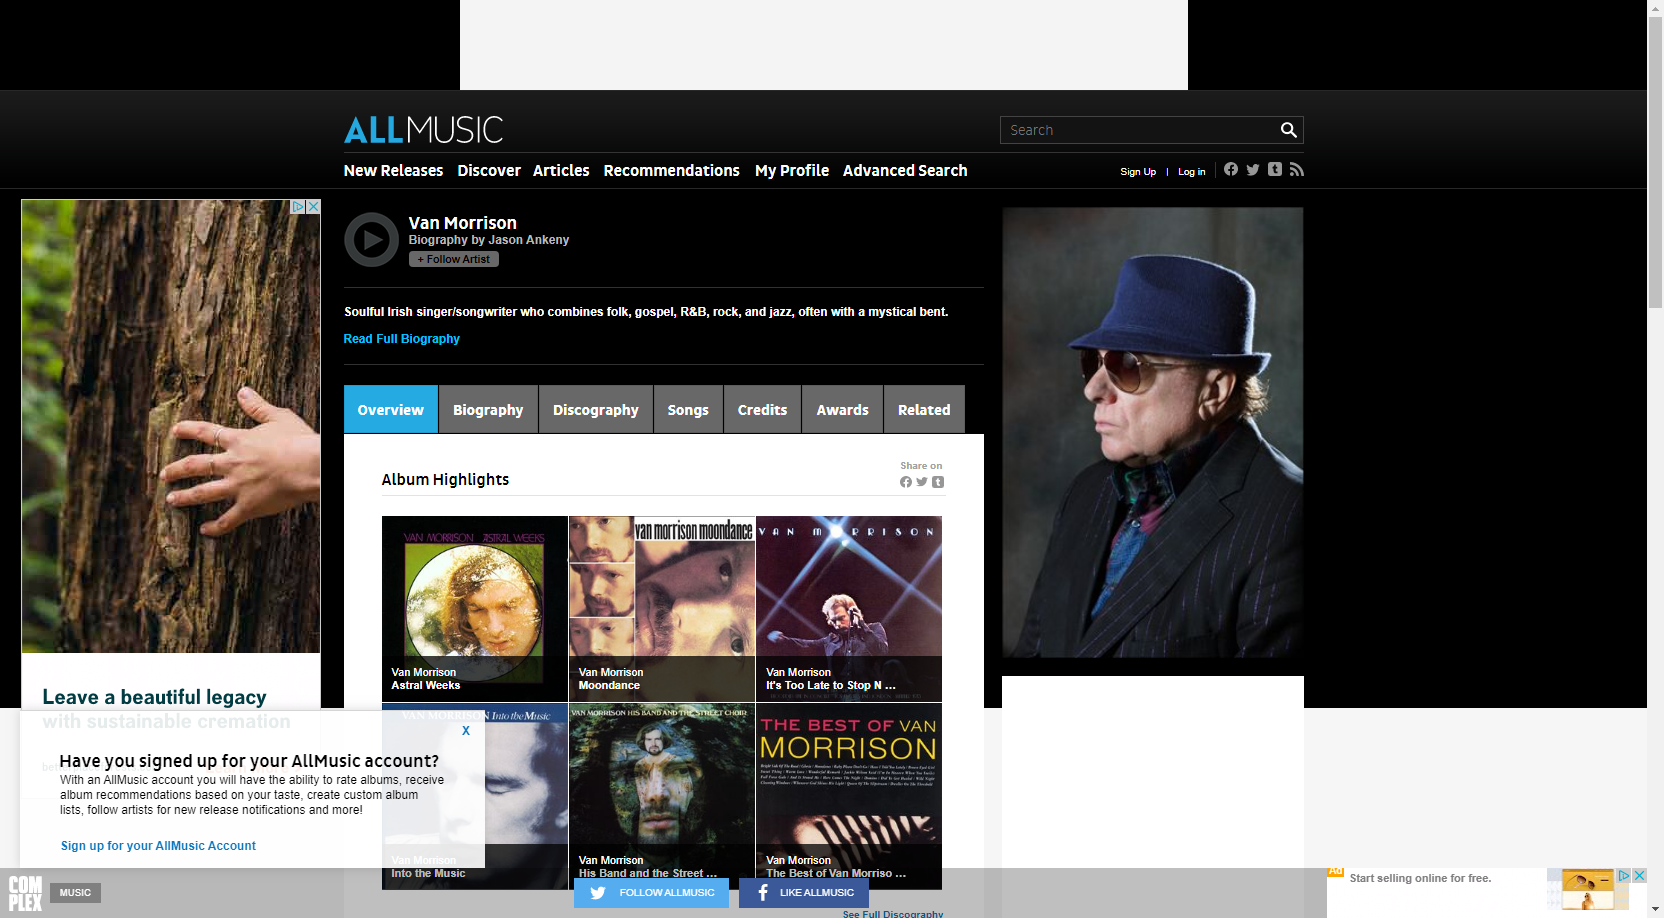 ALLMUSIC
Search
New Releases Discover Articles Recommendations My Profile Advanced Search
Sign Up | Log in
Van Morrison
Biography by Jason Ankeny
+ Follow Artist
Soulful Irish singer/songwriter who combines folk, gospel, R&B, rock, and jazz, often with a mystical bent.
Read Full Biography
Overview Biography Discography Songs Credits Awards Related
Album Highlights
Share on
VAN MORRISON ASTRAL WEEKS
van morrison moondance
VAN MORRISON
Van Morrison
Astral Weeks
Van Morrison
Moondance
Van Morrison
It's Too Late to Stop N ...
VAN MORRISON Into the Music
VAN MORRISON HIS BAND AND THE STREET CHOIR
THE BEST OF VAN
MORRISON
Van Morrison
Into the Music
Van Morrison
His Band and the Street ...
Van Morrison
The Best of Van Morriso ...
See Full Discography
Leave a beautiful legacy
with sustainable cremation
X
Have you signed up for your AllMusic account?
With an AllMusic account you will have the ability to rate albums, receive
album recommendations based on your taste, create custom album
lists, follow artists for new release notifications and more!
Sign up for your AllMusic Account
COMPLEX
MUSIC
FOLLOW ALLMUSIC
LIKE ALLMUSIC
Ad
Start selling online for free.